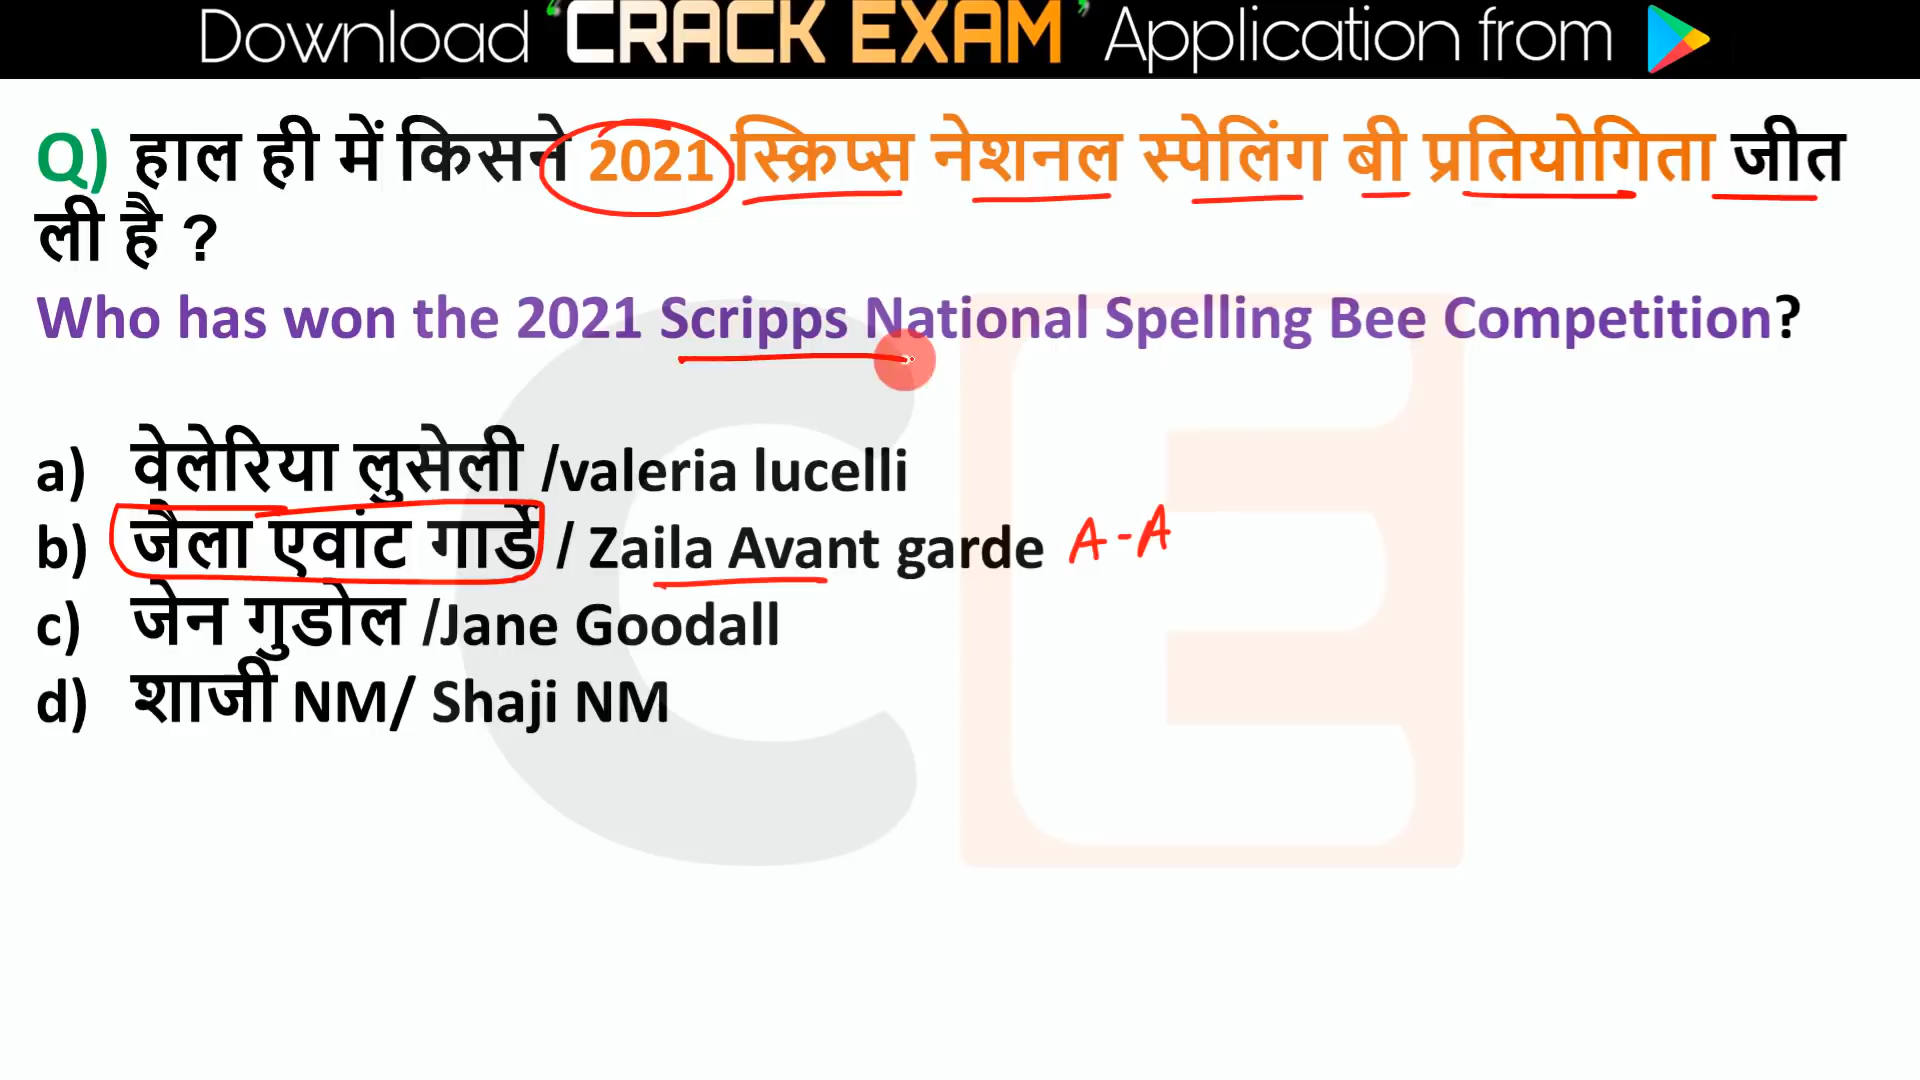 Download ‘CRACK EXAM’ Application from
Q) हाल ही में किसने 2021 स्क्रिप्स नेशनल स्पेलिंग बी प्रतियोगिता जीत
ली है ?
Who has won the 2021 Scripps National Spelling Bee Competition?
a) वेलेरिया लुसेली /valeria lucelli
b) जैला एवांट गार्डे / Zaila Avant garde A-A
c) जेन गुडोल /Jane Goodall
d) शाजी NM/ Shaji NM
CE